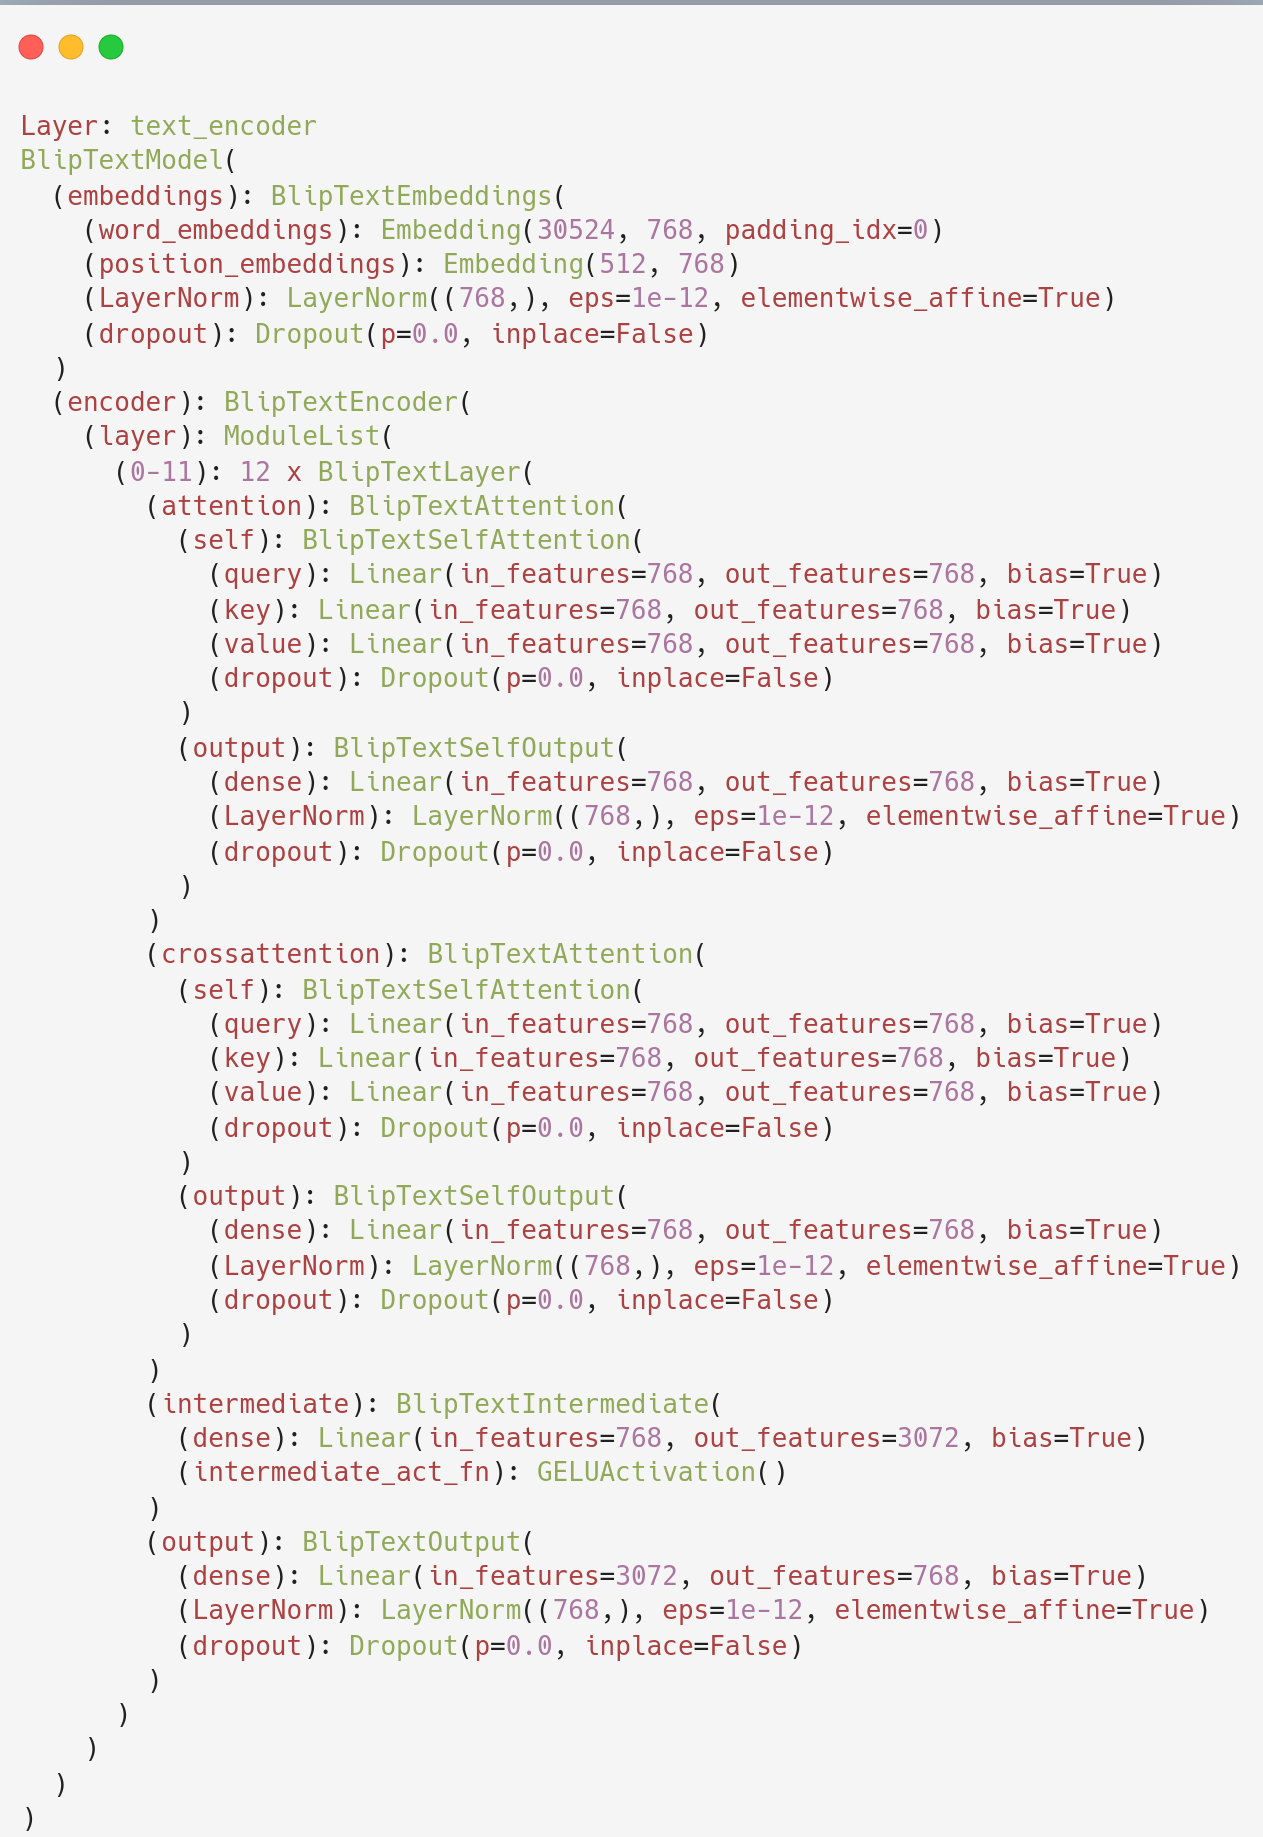 Layer: text_encoder
BlipTextModel(
  (embeddings): BlipTextEmbeddings(
    (word_embeddings): Embedding(30524, 768, padding_idx=0)
    (position_embeddings): Embedding(512, 768)
    (LayerNorm): LayerNorm((768,), eps=1e-12, elementwise_affine=True)
    (dropout): Dropout(p=0.0, inplace=False)
  )
  (encoder): BlipTextEncoder(
    (layer): ModuleList(
      (0-11): 12 x BlipTextLayer(
        (attention): BlipTextAttention(
          (self): BlipTextSelfAttention(
            (query): Linear(in_features=768, out_features=768, bias=True)
            (key): Linear(in_features=768, out_features=768, bias=True)
            (value): Linear(in_features=768, out_features=768, bias=True)
            (dropout): Dropout(p=0.0, inplace=False)
          )
          (output): BlipTextSelfOutput(
            (dense): Linear(in_features=768, out_features=768, bias=True)
            (LayerNorm): LayerNorm((768,), eps=1e-12, elementwise_affine=True)
            (dropout): Dropout(p=0.0, inplace=False)
          )
        )
        (crossattention): BlipTextAttention(
          (self): BlipTextSelfAttention(
            (query): Linear(in_features=768, out_features=768, bias=True)
            (key): Linear(in_features=768, out_features=768, bias=True)
            (value): Linear(in_features=768, out_features=768, bias=True)
            (dropout): Dropout(p=0.0, inplace=False)
          )
          (output): BlipTextSelfOutput(
            (dense): Linear(in_features=768, out_features=768, bias=True)
            (LayerNorm): LayerNorm((768,), eps=1e-12, elementwise_affine=True)
            (dropout): Dropout(p=0.0, inplace=False)
          )
        )
        (intermediate): BlipTextIntermediate(
          (dense): Linear(in_features=768, out_features=3072, bias=True)
          (intermediate_act_fn): GELUActivation()
        )
        (output): BlipTextOutput(
          (dense): Linear(in_features=3072, out_features=768, bias=True)
          (LayerNorm): LayerNorm((768,), eps=1e-12, elementwise_affine=True)
          (dropout): Dropout(p=0.0, inplace=False)
        )
      )
    )
  )
)